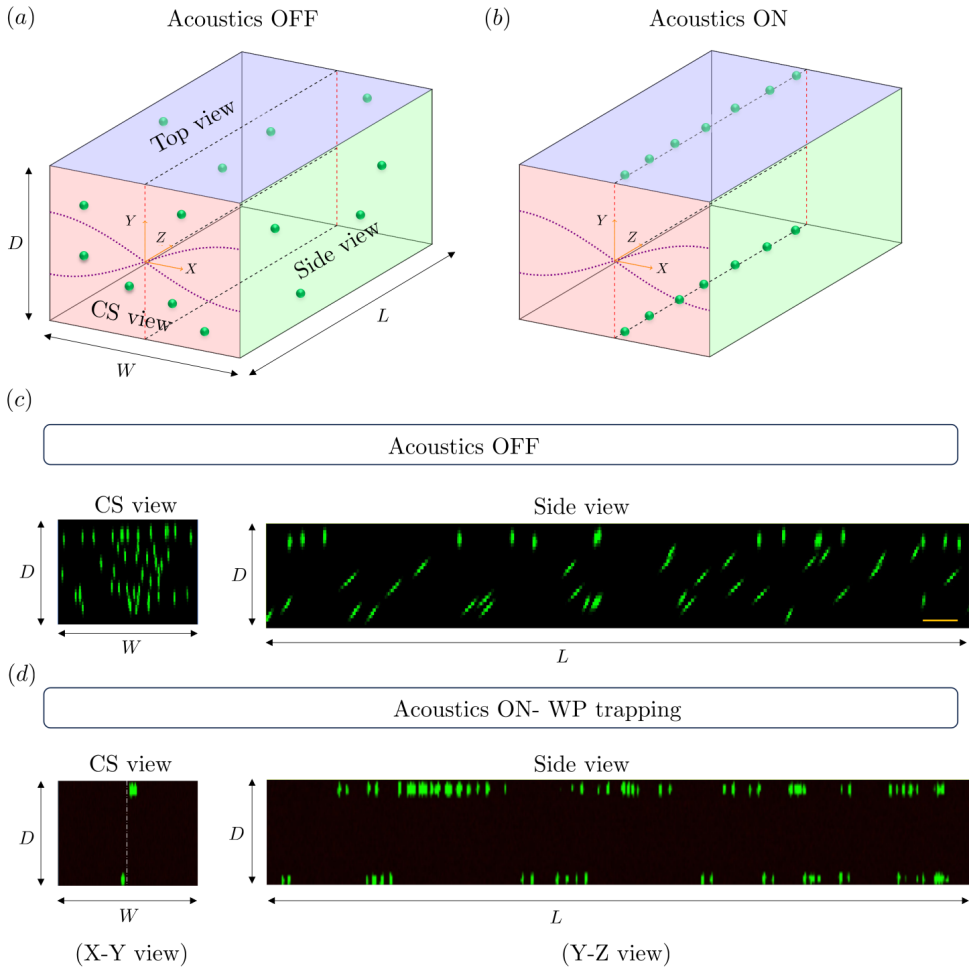 (a)
Acoustics OFF
(b)
Acoustics ON
Top view
D
Y
Z
X
CS view
Side view
W
L
Y
Z
X
(c)
Acoustics OFF
CS view
Side view
D
D
W
L
(d)
Acoustics ON- WP trapping
CS view
Side view
D
D
W
L
(X-Y view)
(Y-Z view)